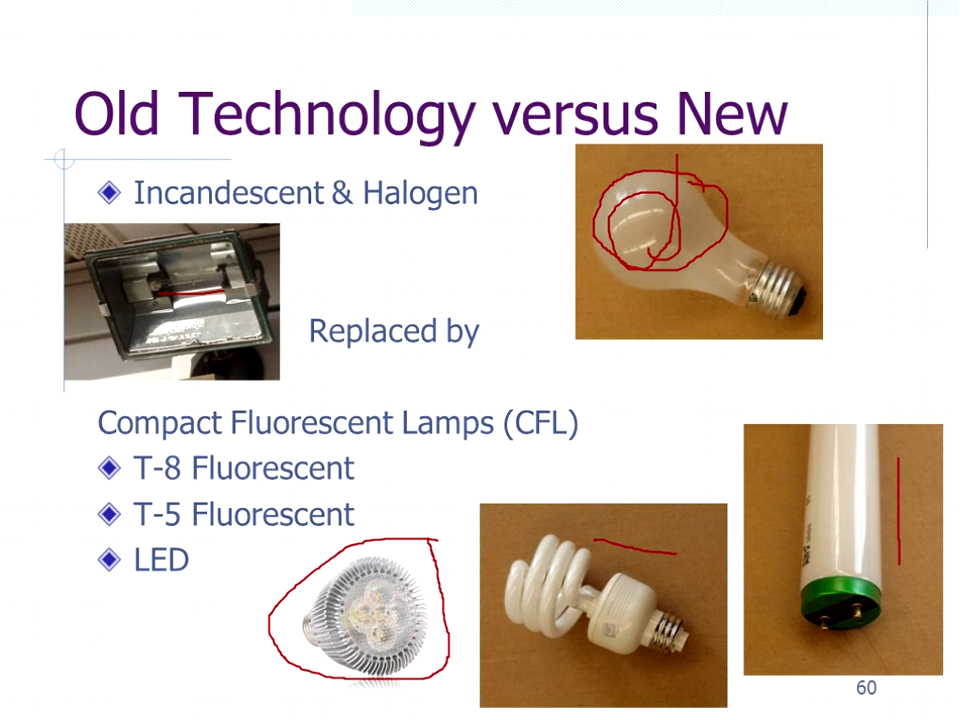 Old Technology versus New
Incandescent & Halogen
Replaced by
Compact Fluorescent Lamps (CFL)
T-8 Fluorescent
T-5 Fluorescent
LED
60